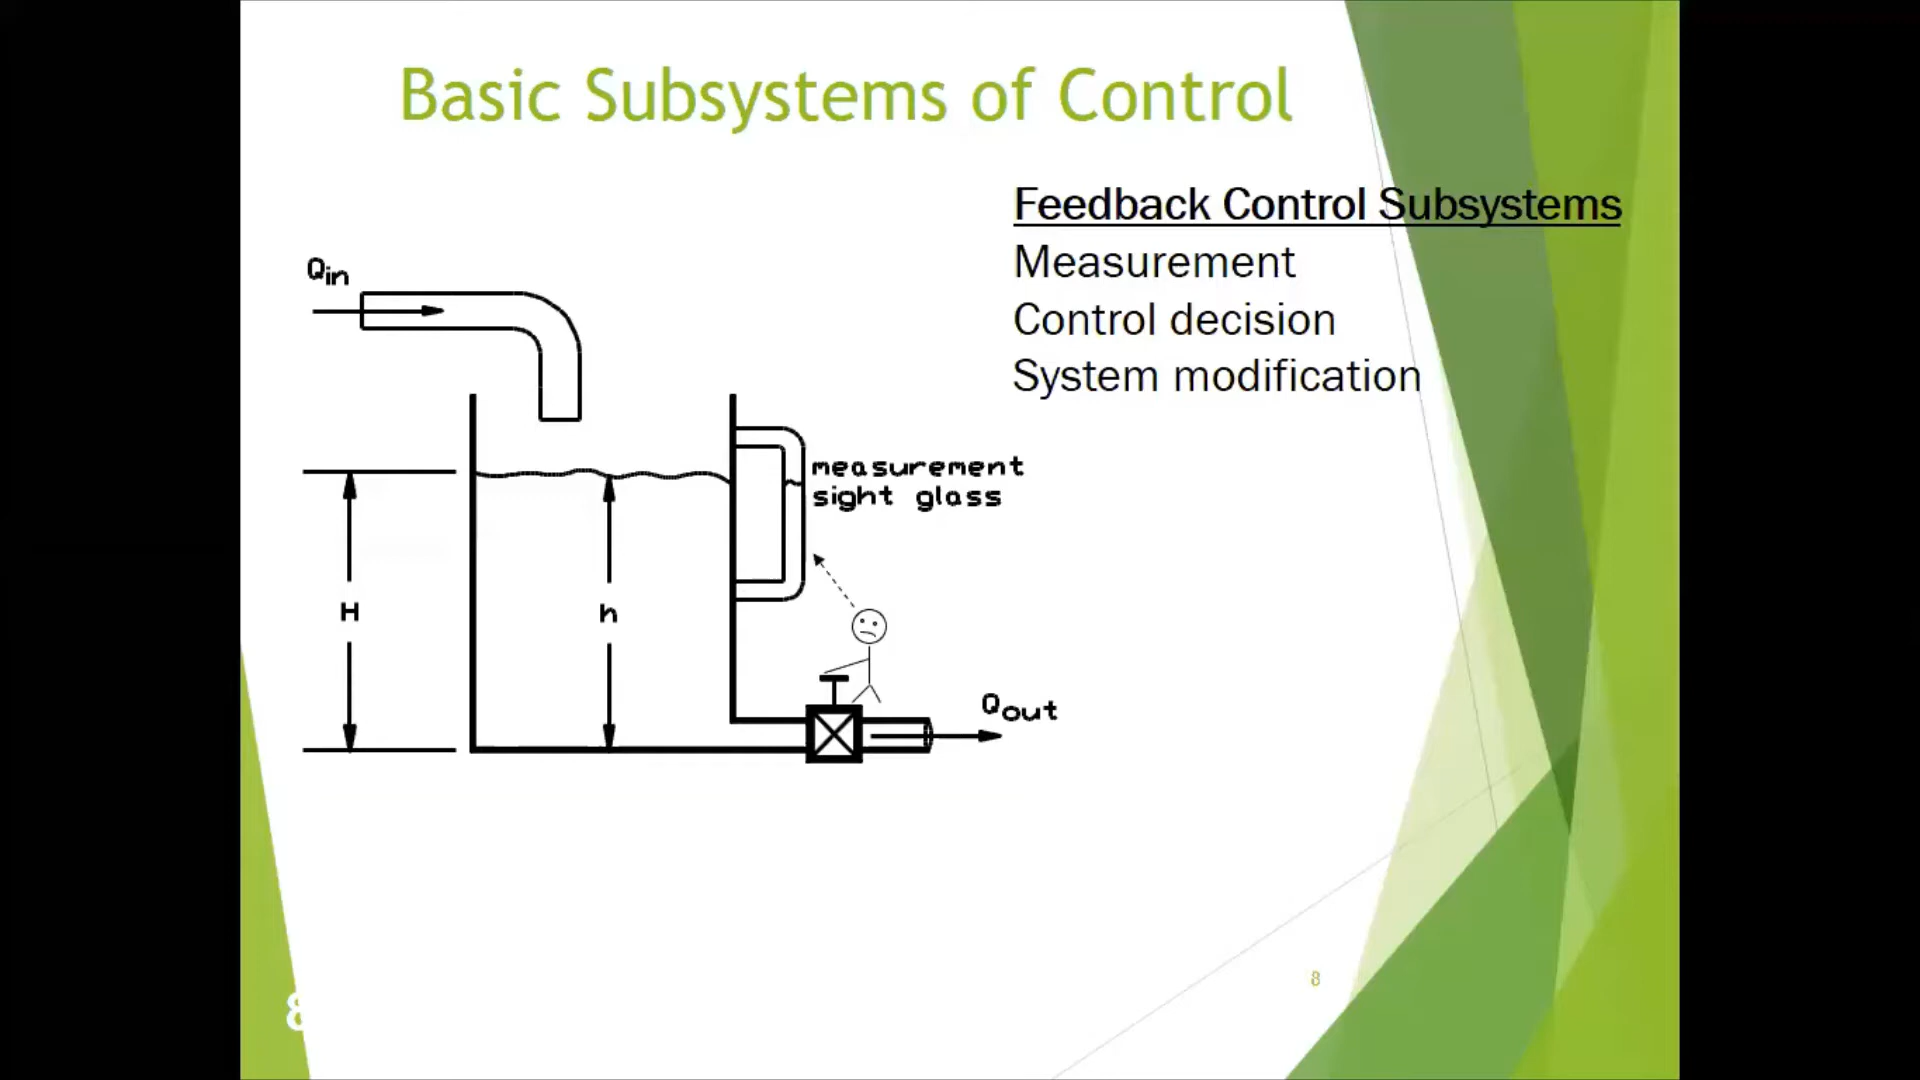 Basic Subsystems of Control
Feedback Control Subsystems
Measurement
Control decision
System modification
Qin
measurement
sight glass
H
h
Qout
8
8